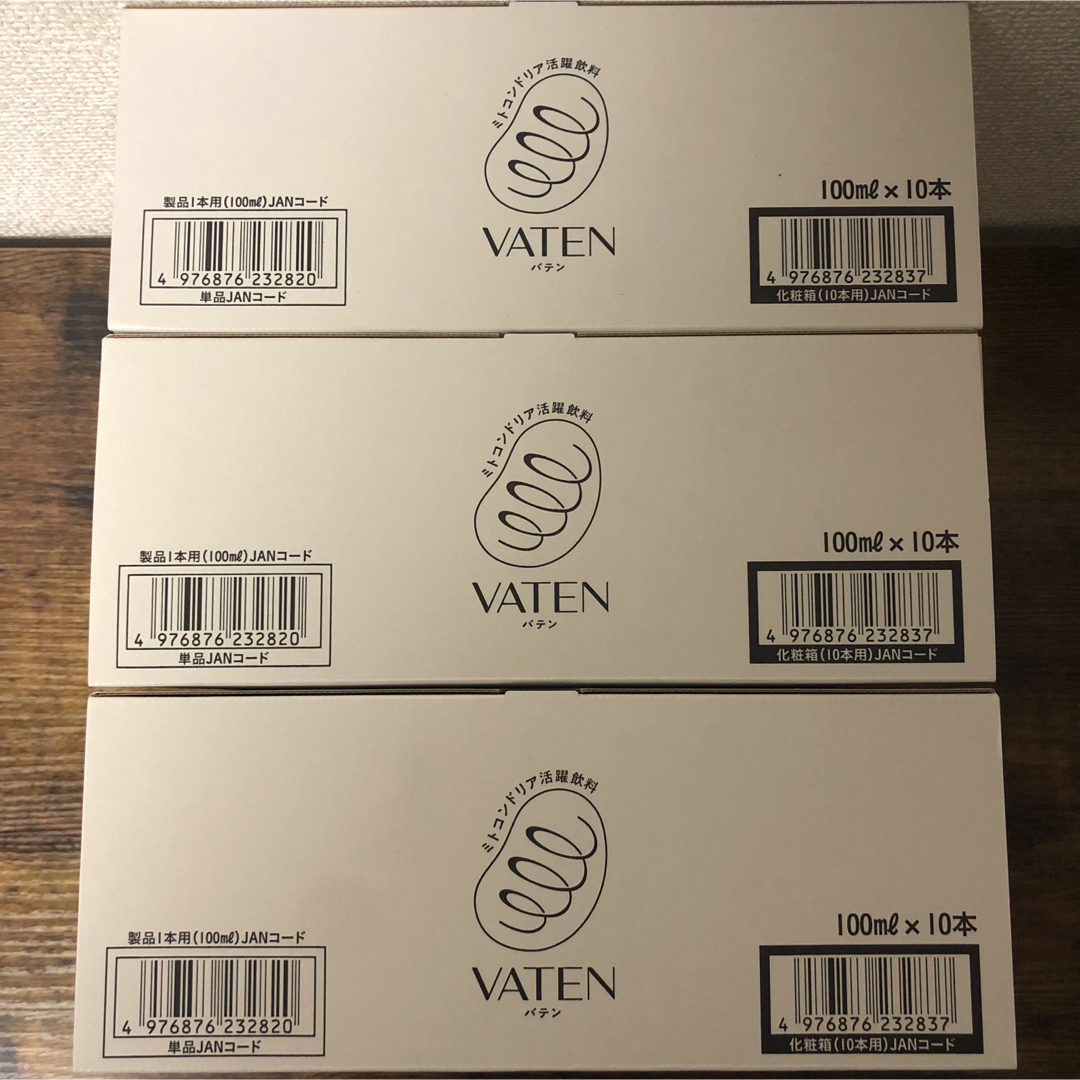 ミトコンドリア活躍飲料
VATEN
バテン
製品1本用(100㎖)JANコード
4 976876 232820
単品JANコード
100㎖×10本
4 976876 232837
化粧箱(10本用)JANコード
ミトコンドリア活躍飲料
VATEN
バテン
製品1本用(100㎖)JANコード
4 976876 232820
単品JANコード
100㎖×10本
4 976876 232837
化粧箱(10本用)JANコード
ミトコンドリア活躍飲料
VATEN
バテン
製品1本用(100㎖)JANコード
4 976876 232820
単品JANコード
100㎖×10本
4 976876 232837
化粧箱(10本用)JANコード